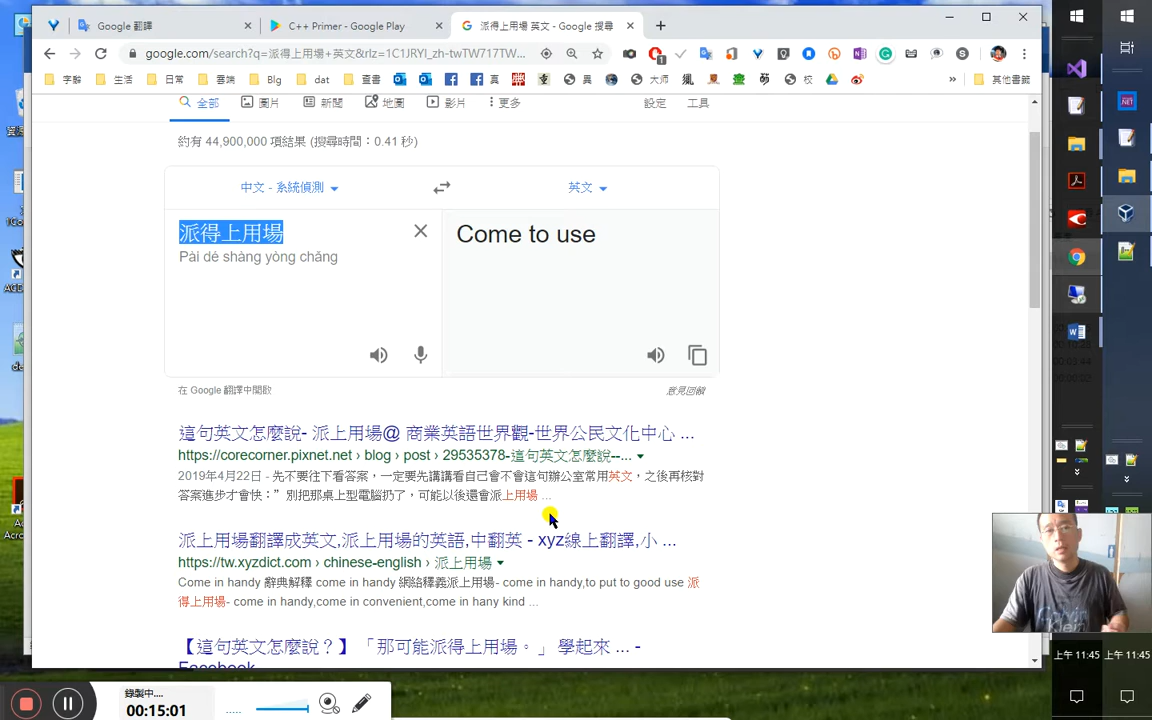 Google 翻譯
C++ Primer - Google Play
派得上用場 英文 - Google 搜尋
google.com/search?q=派得上用場+英文&rlz=1C1JRYI_zh-twTW717TW...
字辭
生活
日常
雲端
Blg
dat
查書
真
異
大师
校
»
其他書籤
全部
圖片
新聞
地圖
影片
更多
設定
工具
約有 44,900,000 項結果 (搜尋時間:0.41 秒)
中文 - 系統偵測
英文
派得上用場
Come to use
Pài dé shàng yòng chǎng
在 Google 翻譯中開啟
意見回饋
這句英文怎麼說- 派上用場@ 商業英語世界觀-世界公民文化中心 ...
https://corecorner.pixnet.net › blog › post › 29535378-這句英文怎麼說--...
2019年4月22日 - 先不要往下看答案,一定要先講講看自己會不會這句辦公室常用英文,之後再核對
答案進步才會快:” 別把那桌上型電腦扔了,可能以後還會派上用場 ...
派上用場翻譯成英文,派上用場的英語,中翻英 - xyz線上翻譯,小 ...
https://tw.xyzdict.com › chinese-english › 派上用場
Come in handy 辭典解釋 come in handy 網絡釋義派上用場- come in handy,to put to good use 派
得上用場- come in handy,come in convenient,come in hany kind ...
【這句英文怎麼說?】「那可能派得上用場。」 學起來 ... -
Facebook
錄製中....
00:15:01
上午 11:45
上午 11:45